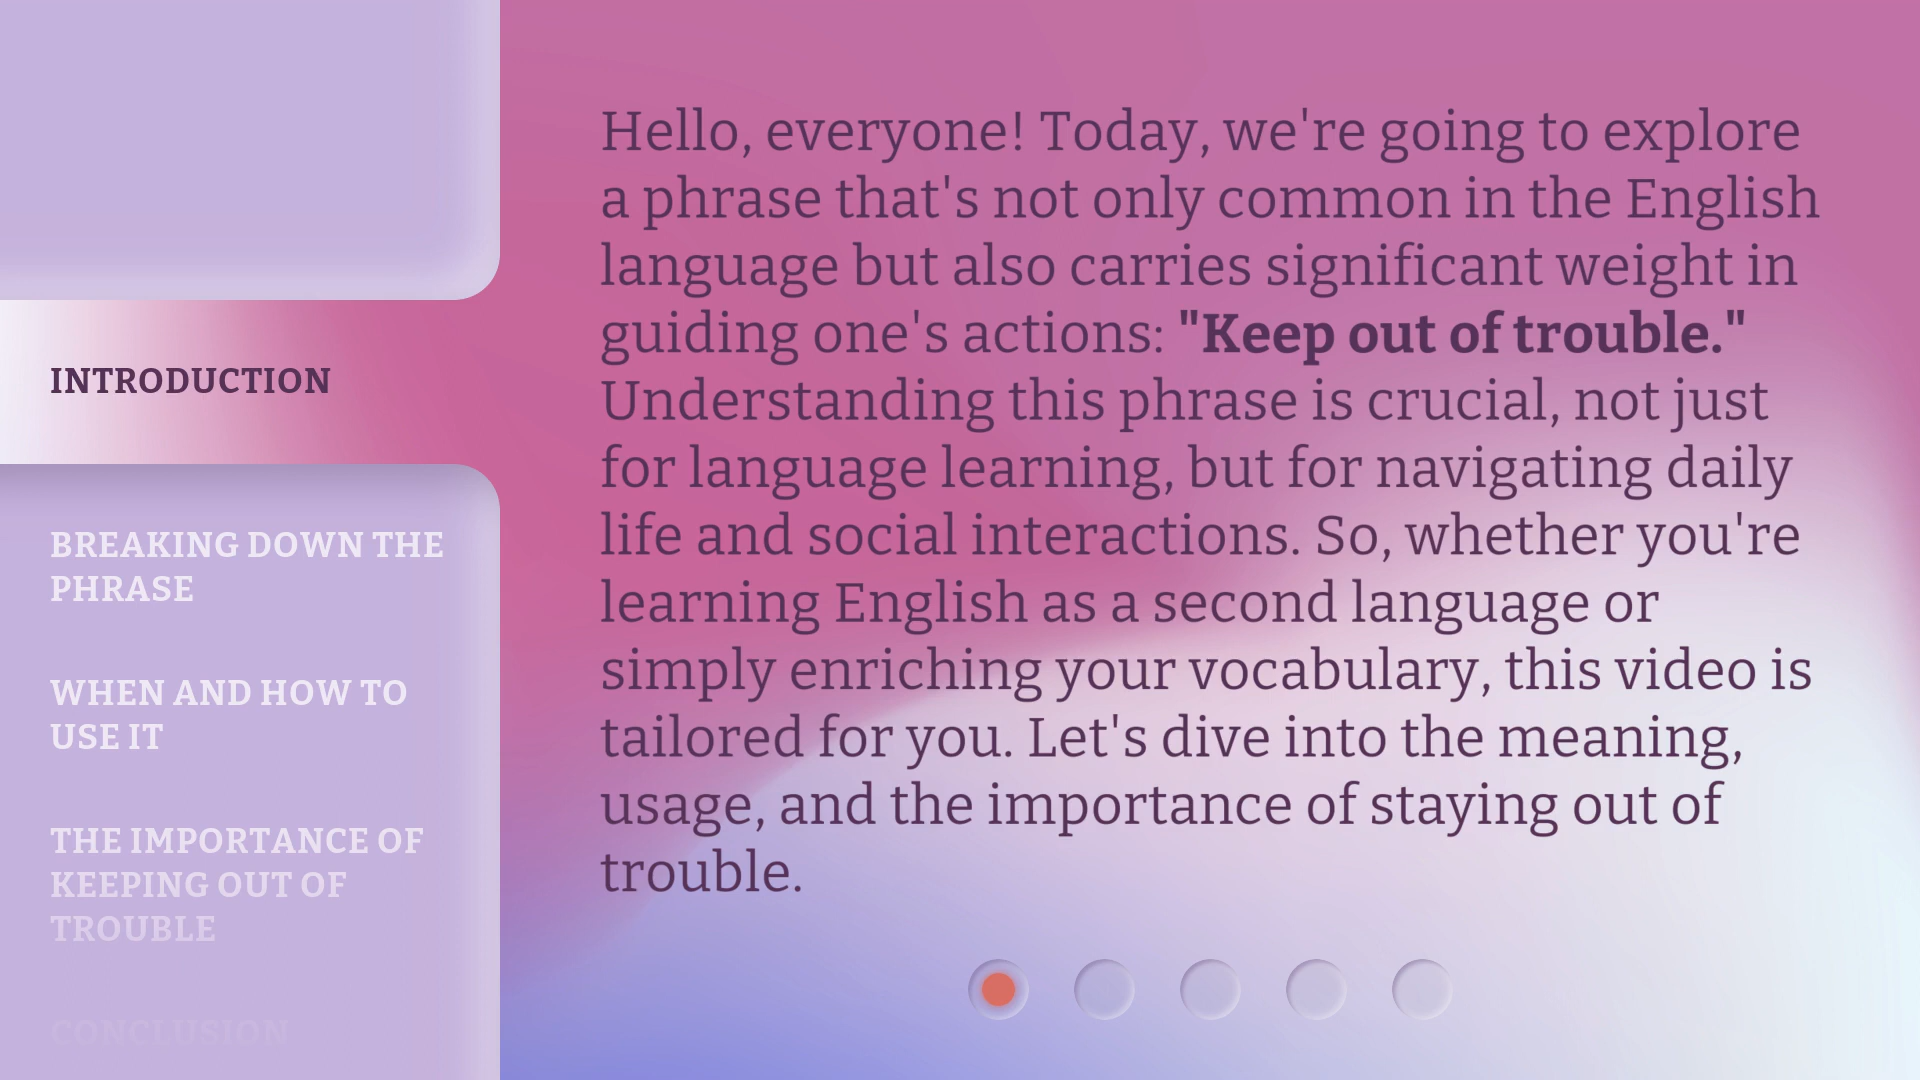 INTRODUCTION
BREAKING DOWN THE
PHRASE
WHEN AND HOW TO
USE IT
THE IMPORTANCE OF
KEEPING OUT OF
TROUBLE
CONCLUSION
Hello, everyone! Today, we're going to explore
a phrase that's not only common in the English
language but also carries significant weight in
guiding one's actions: "Keep out of trouble."
Understanding this phrase is crucial, not just
for language learning, but for navigating daily
life and social interactions. So, whether you're
learning English as a second language or
simply enriching your vocabulary, this video is
tailored for you. Let's dive into the meaning,
usage, and the importance of staying out of
trouble.